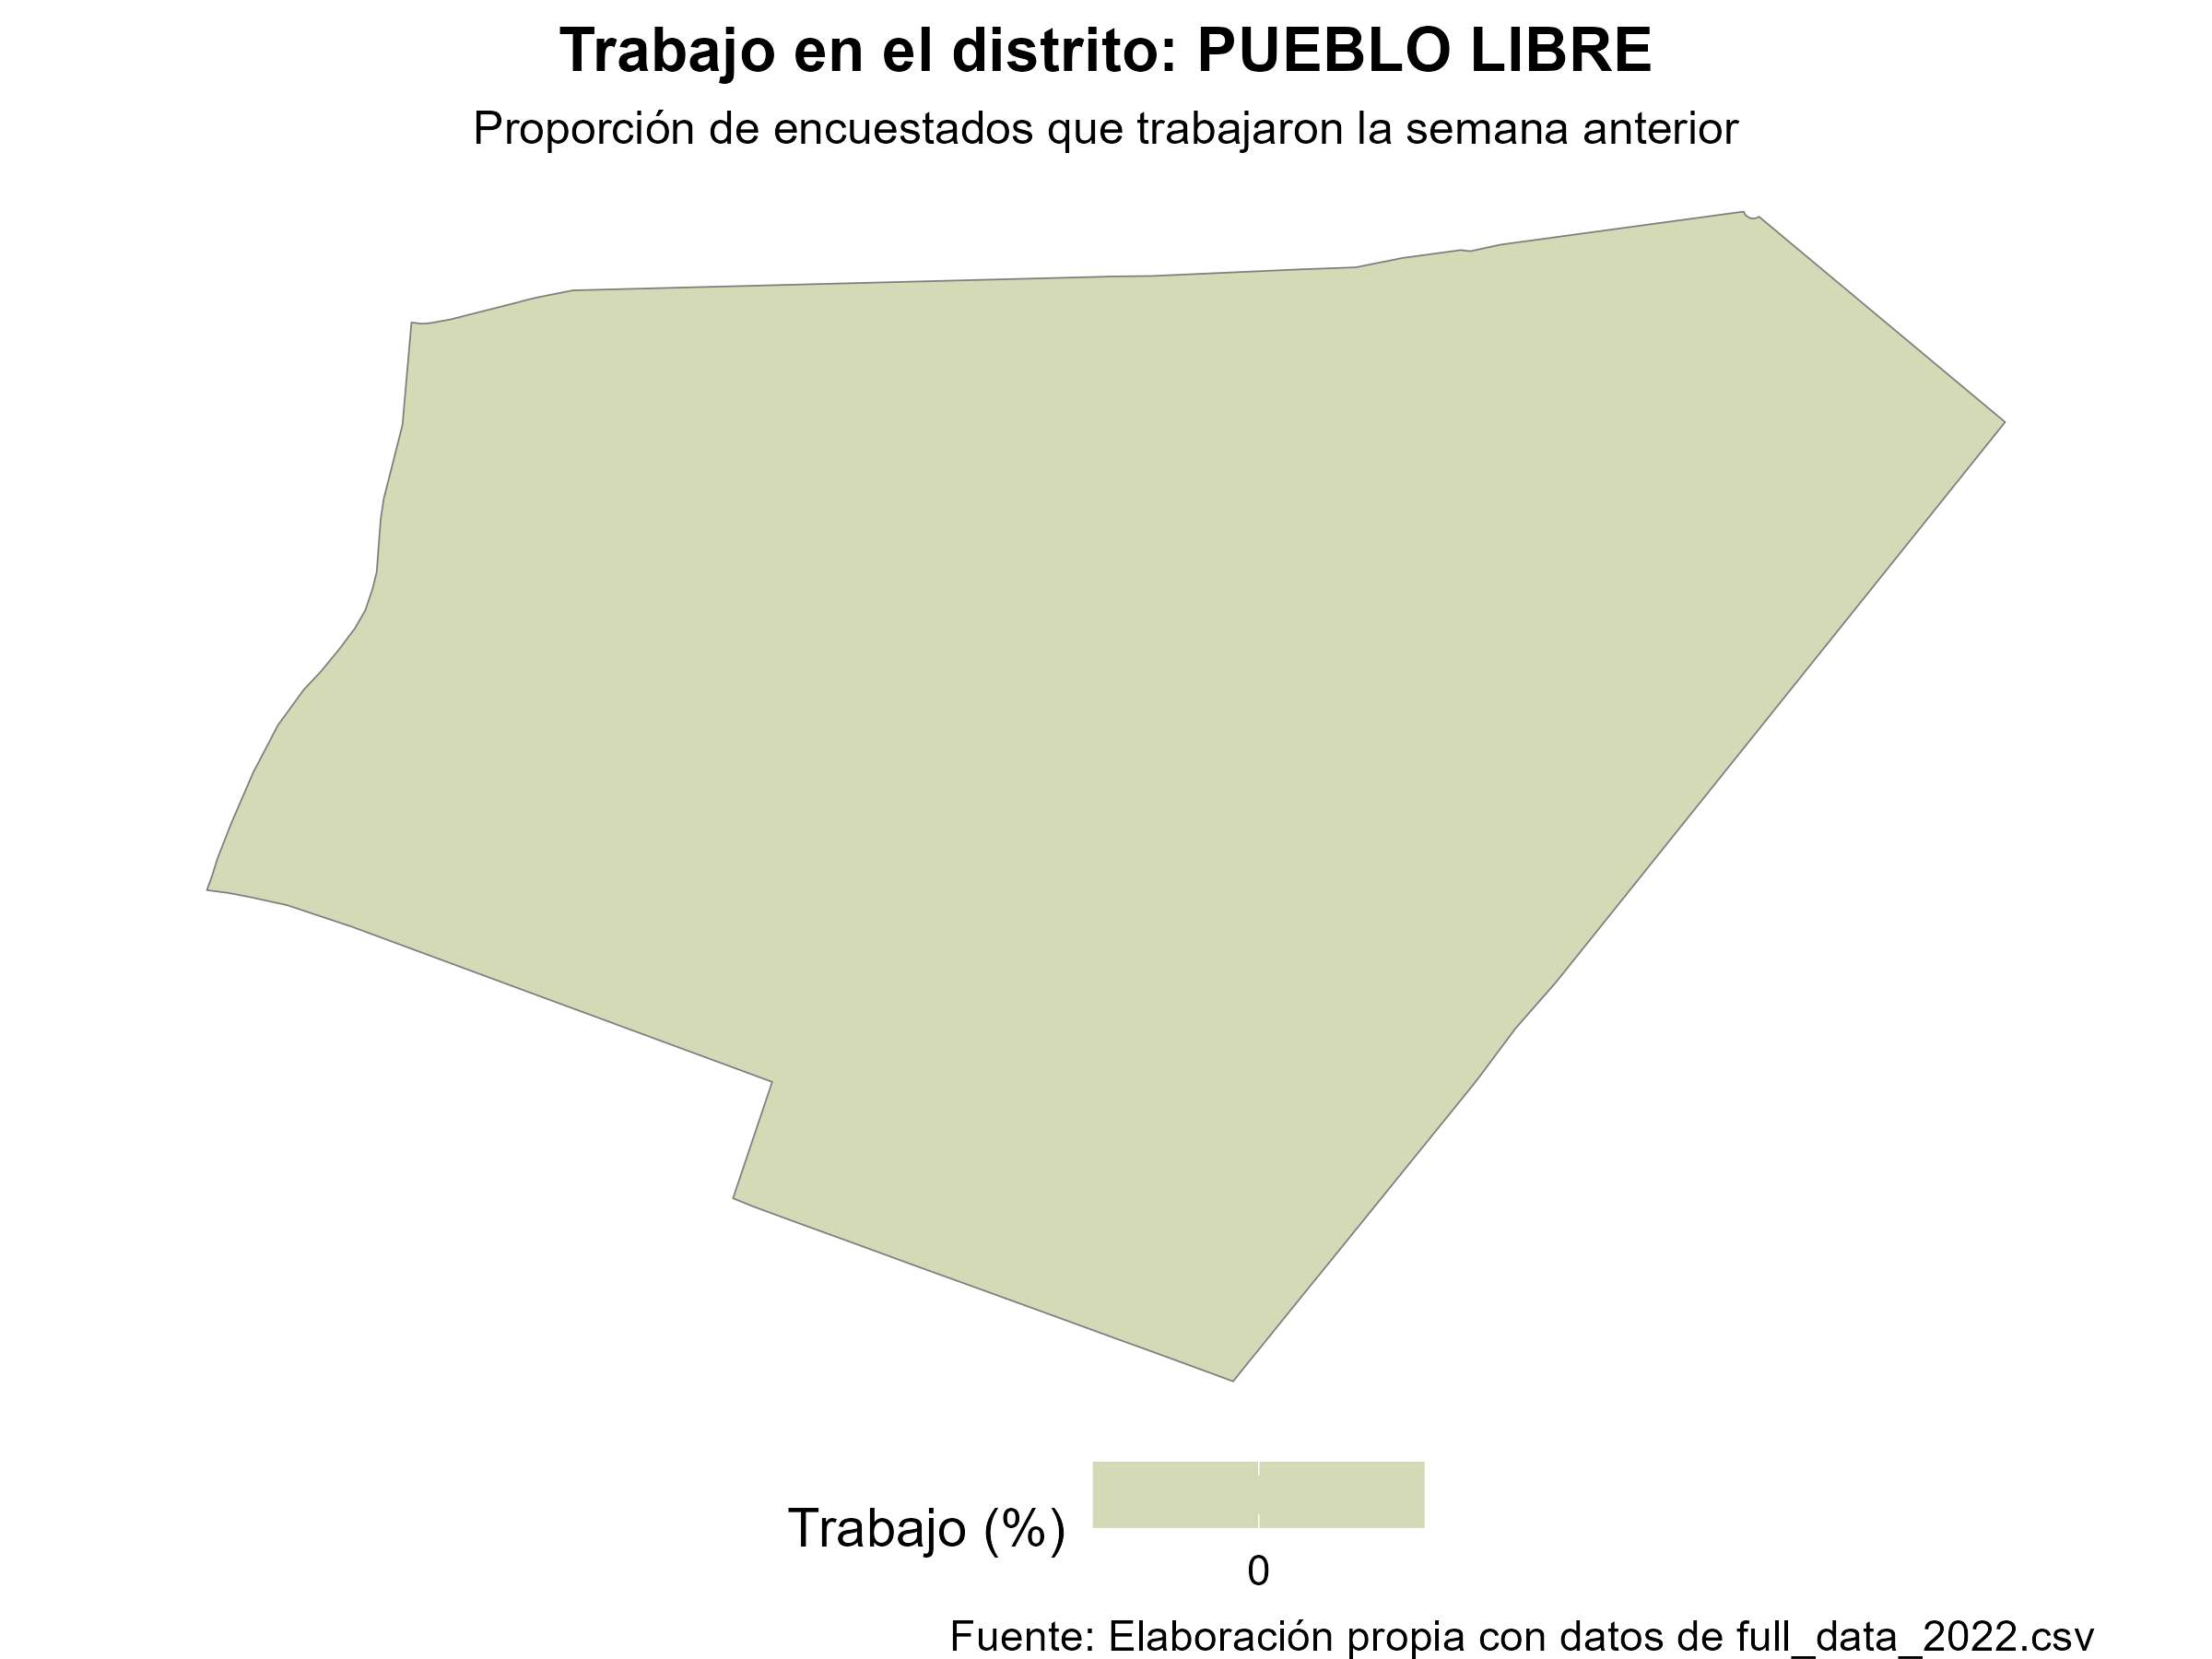 Trabajo en el distrito: PUEBLO LIBRE
Proporción de encuestados que trabajaron la semana anterior
Trabajo (%)
0
Fuente: Elaboración propia con datos de full_data_2022.csv